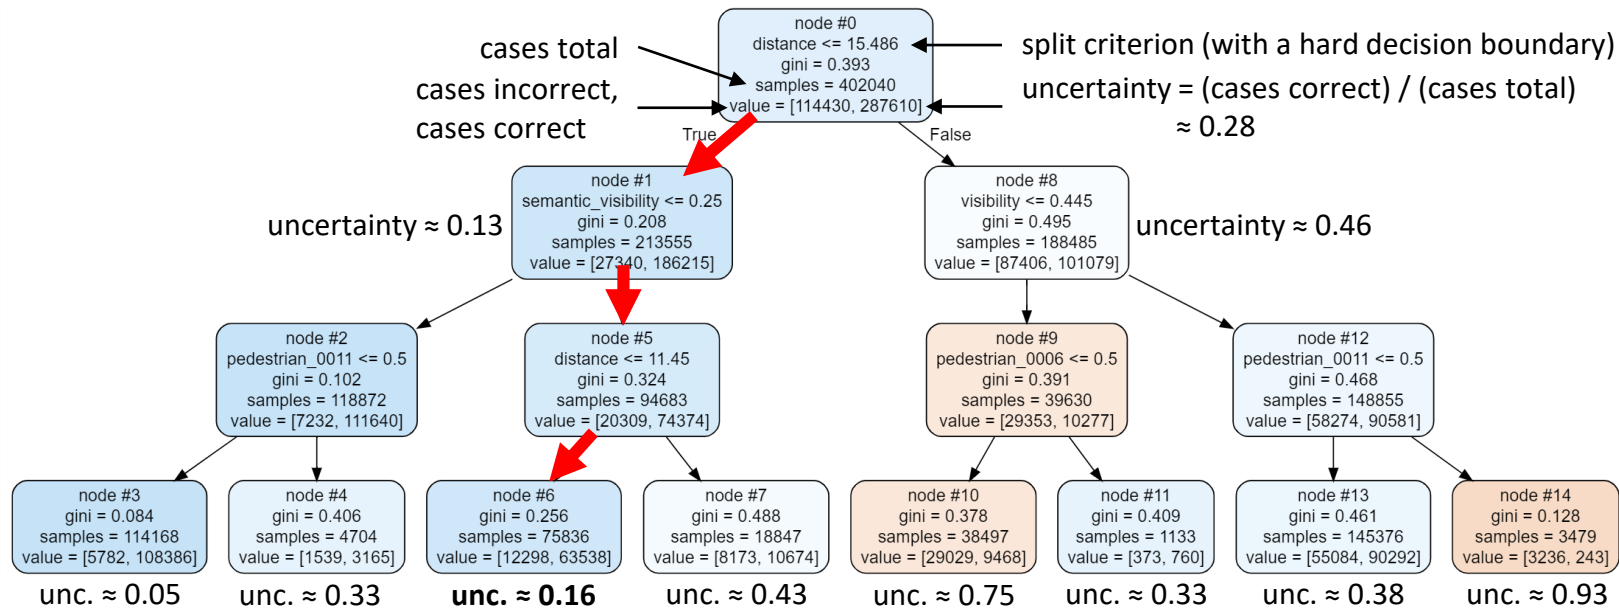 node #0
distance <= 15.486
gini = 0.393
samples = 402040
value = [114430, 287610]
cases total
cases incorrect,
cases correct
split criterion (with a hard decision boundary)
uncertainty = (cases correct) / (cases total)
≈ 0.28
True
False
node #1
semantic_visibility <= 0.25
gini = 0.208
samples = 213555
value = [27340, 186215]
uncertainty ≈ 0.13
node #8
visibility <= 0.445
gini = 0.495
samples = 188485
value = [87406, 101079]
uncertainty ≈ 0.46
node #2
pedestrian_0011 <= 0.5
gini = 0.102
samples = 118872
value = [7232, 111640]
node #5
distance <= 11.45
gini = 0.324
samples = 94683
value = [20309, 74374]
node #9
pedestrian_0006 <= 0.5
gini = 0.391
samples = 39630
value = [29353, 10277]
node #12
pedestrian_0011 <= 0.5
gini = 0.468
samples = 148855
value = [58274, 90581]
node #3
gini = 0.084
samples = 114168
value = [5782, 108386]
unc. ≈ 0.05
node #4
gini = 0.406
samples = 4704
value = [1539, 3165]
unc. ≈ 0.33
node #6
gini = 0.256
samples = 75836
value = [12298, 63538]
unc. ≈ 0.16
node #7
gini = 0.488
samples = 18847
value = [8173, 10674]
unc. ≈ 0.43
node #10
gini = 0.378
samples = 38497
value = [29029, 9468]
unc. ≈ 0.75
node #11
gini = 0.409
samples = 1133
value = [373, 760]
unc. ≈ 0.33
node #13
gini = 0.461
samples = 145376
value = [55084, 90292]
unc. ≈ 0.38
node #14
gini = 0.128
samples = 3479
value = [3236, 243]
unc. ≈ 0.93